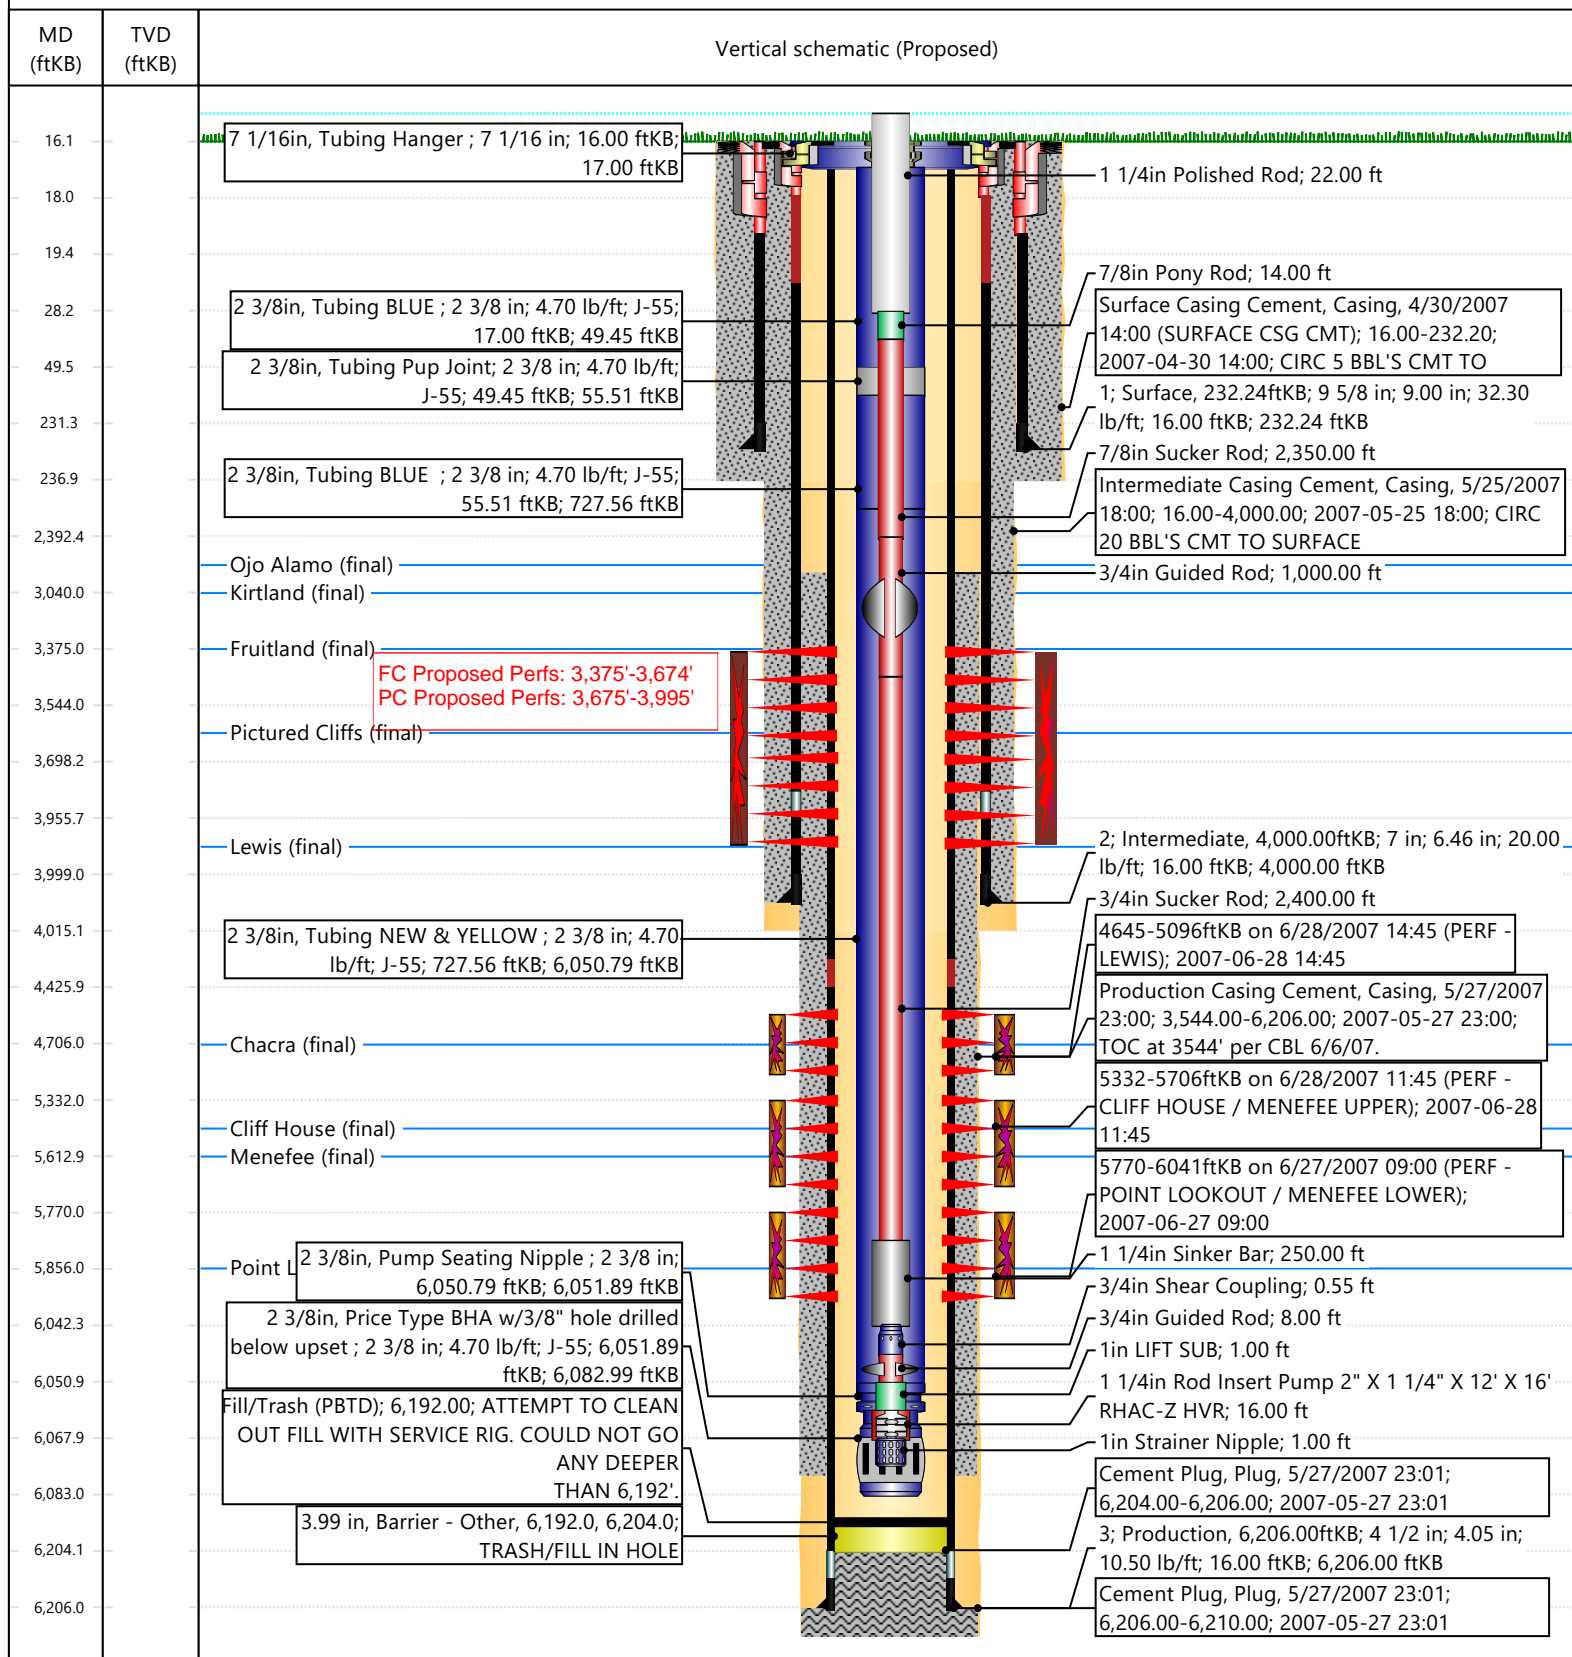 MD
(ftKB)
TVD
(ftKB)
Vertical schematic (Proposed)
16.1
18.0
19.4
28.2
49.5
231.3
236.9
2,392.4
3,040.0
3,375.0
3,544.0
3,698.2
3,955.7
3,999.0
4,015.1
4,425.9
4,706.0
5,332.0
5,612.9
5,770.0
5,856.0
6,042.3
6,050.9
6,067.9
6,083.0
6,204.1
6,206.0
7 1/16in, Tubing Hanger ; 7 1/16 in; 16.00 ftKB;
17.00 ftKB
2 3/8in, Tubing BLUE ; 2 3/8 in; 4.70 lb/ft; J-55;
17.00 ftKB; 49.45 ftKB
2 3/8in, Tubing Pup Joint; 2 3/8 in; 4.70 lb/ft;
J-55; 49.45 ftKB; 55.51 ftKB
2 3/8in, Tubing BLUE  ; 2 3/8 in; 4.70 lb/ft; J-55;
55.51 ftKB; 727.56 ftKB
Ojo Alamo (final)
Kirtland (final)
Fruitland (final)
FC Proposed Perfs: 3,375'-3,674'
PC Proposed Perfs: 3,675'-3,995'
Pictured Cliffs (final)
Lewis (final)
2 3/8in, Tubing NEW & YELLOW ; 2 3/8 in; 4.70
lb/ft; J-55; 727.56 ftKB; 6,050.79 ftKB
Chacra (final)
Cliff House (final)
Menefee (final)
Point L
2 3/8in, Pump Seating Nipple ; 2 3/8 in;
6,050.79 ftKB; 6,051.89 ftKB
2 3/8in, Price Type BHA w/3/8" hole drilled
below upset ; 2 3/8 in; 4.70 lb/ft; J-55; 6,051.89
ftKB; 6,082.99 ftKB
Fill/Trash (PBTD); 6,192.00; ATTEMPT TO CLEAN
OUT FILL WITH SERVICE RIG. COULD NOT GO
ANY DEEPER
THAN 6,192'.
3.99 in, Barrier - Other, 6,192.0, 6,204.0;
TRASH/FILL IN HOLE
1 1/4in Polished Rod; 22.00 ft
7/8in Pony Rod; 14.00 ft
Surface Casing Cement, Casing, 4/30/2007
14:00 (SURFACE CSG CMT); 16.00-232.20;
2007-04-30 14:00; CIRC 5 BBL'S CMT TO
1; Surface, 232.24ftKB; 9 5/8 in; 9.00 in; 32.30
lb/ft; 16.00 ftKB; 232.24 ftKB
7/8in Sucker Rod; 2,350.00 ft
Intermediate Casing Cement, Casing, 5/25/2007
18:00; 16.00-4,000.00; 2007-05-25 18:00; CIRC
20 BBL'S CMT TO SURFACE
3/4in Guided Rod; 1,000.00 ft
2; Intermediate, 4,000.00ftKB; 7 in; 6.46 in; 20.00
lb/ft; 16.00 ftKB; 4,000.00 ftKB
3/4in Sucker Rod; 2,400.00 ft
4645-5096ftKB on 6/28/2007 14:45 (PERF -
LEWIS); 2007-06-28 14:45
Production Casing Cement, Casing, 5/27/2007
23:00; 3,544.00-6,206.00; 2007-05-27 23:00;
TOC at 3544' per CBL 6/6/07.
5332-5706ftKB on 6/28/2007 11:45 (PERF -
CLIFF HOUSE / MENEFEE UPPER); 2007-06-28
11:45
5770-6041ftKB on 6/27/2007 09:00 (PERF -
POINT LOOKOUT / MENEFEE LOWER);
2007-06-27 09:00
1 1/4in Sinker Bar; 250.00 ft
3/4in Shear Coupling; 0.55 ft
3/4in Guided Rod; 8.00 ft
1in LIFT SUB; 1.00 ft
1 1/4in Rod Insert Pump 2" X 1 1/4" X 12' X 16'
RHAC-Z HVR; 16.00 ft
1in Strainer Nipple; 1.00 ft
Cement Plug, Plug, 5/27/2007 23:01;
6,204.00-6,206.00; 2007-05-27 23:01
3; Production, 6,206.00ftKB; 4 1/2 in; 4.05 in;
10.50 lb/ft; 16.00 ftKB; 6,206.00 ftKB
Cement Plug, Plug, 5/27/2007 23:01;
6,206.00-6,210.00; 2007-05-27 23:01